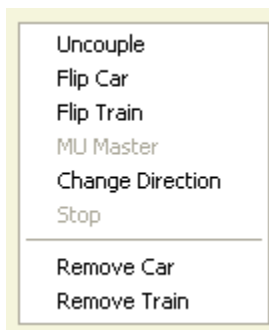 Uncouple
Flip Car
Flip Train
MU Master
Change Direction
Stop
Remove Car
Remove Train